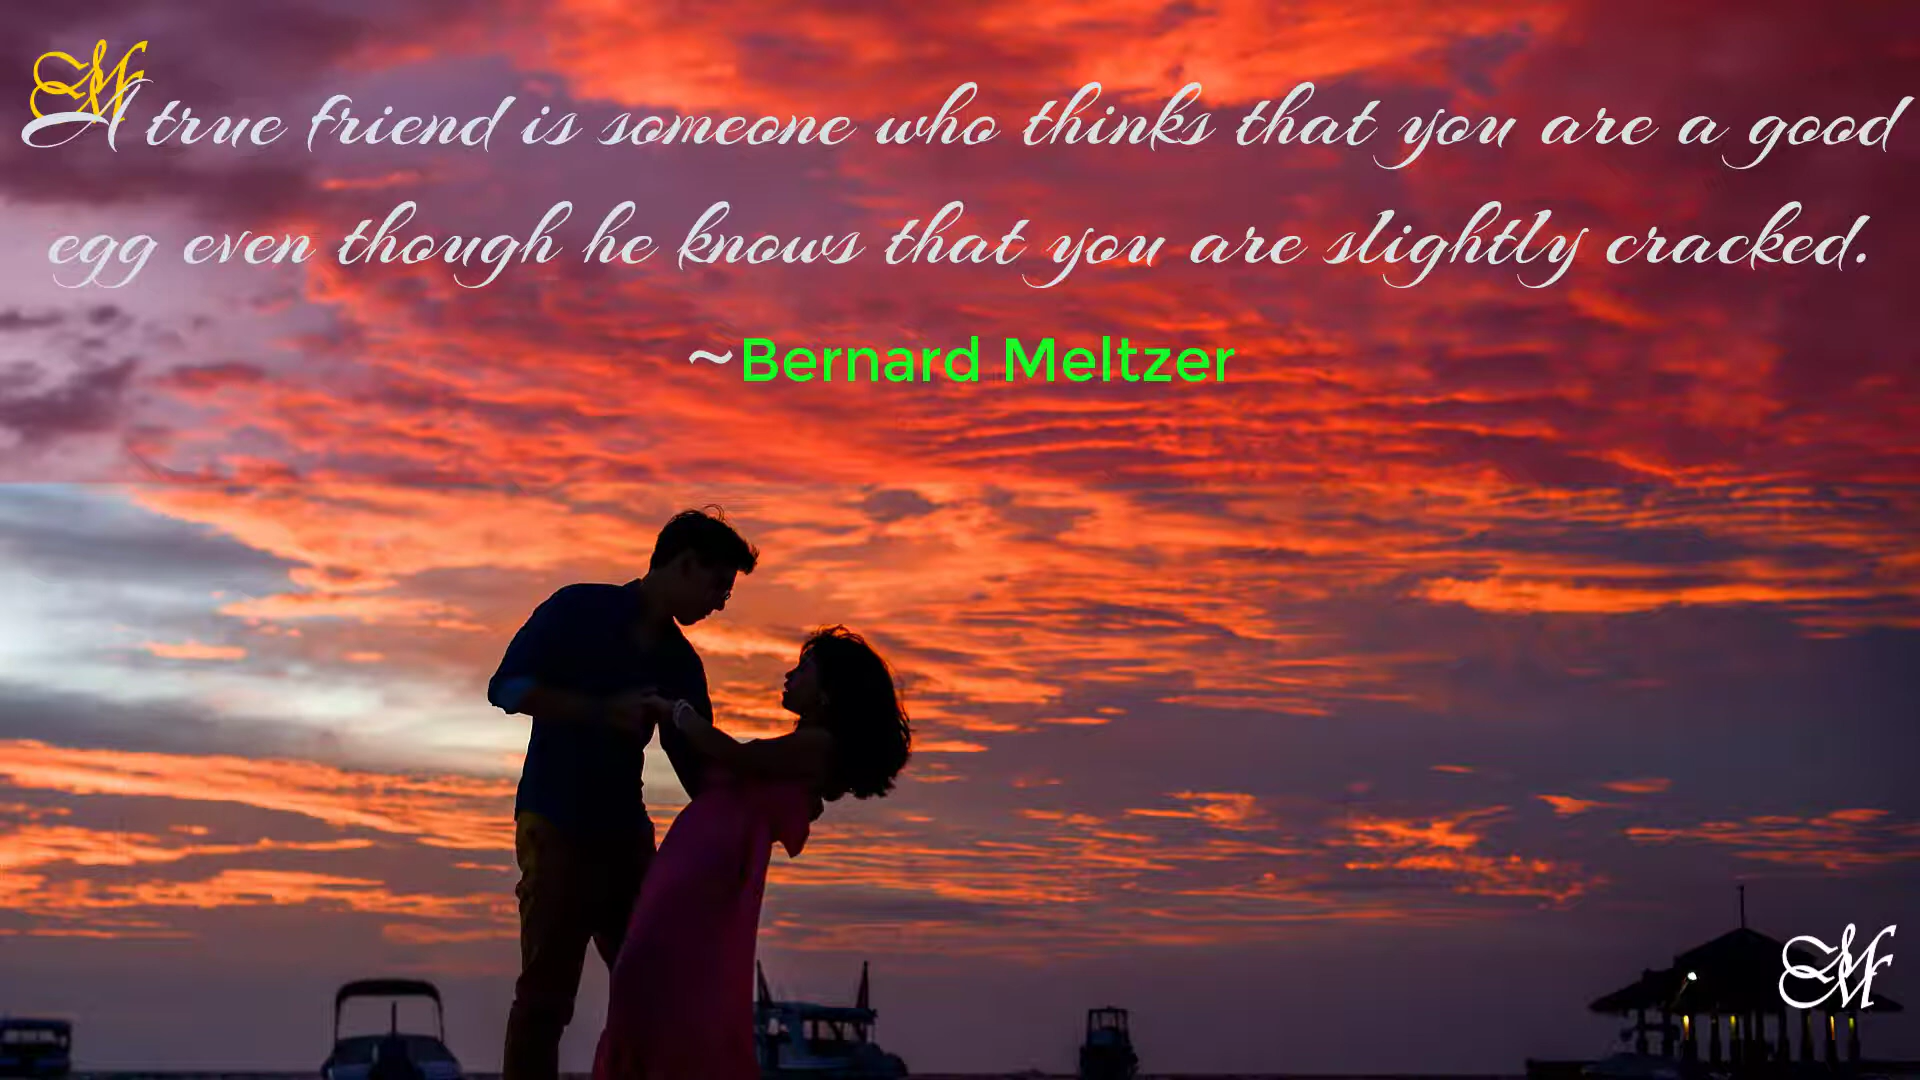 M
A true friend is someone who thinks that you are a good
egg even though he knows that you are slightly cracked.
~Bernard Meltzer
M